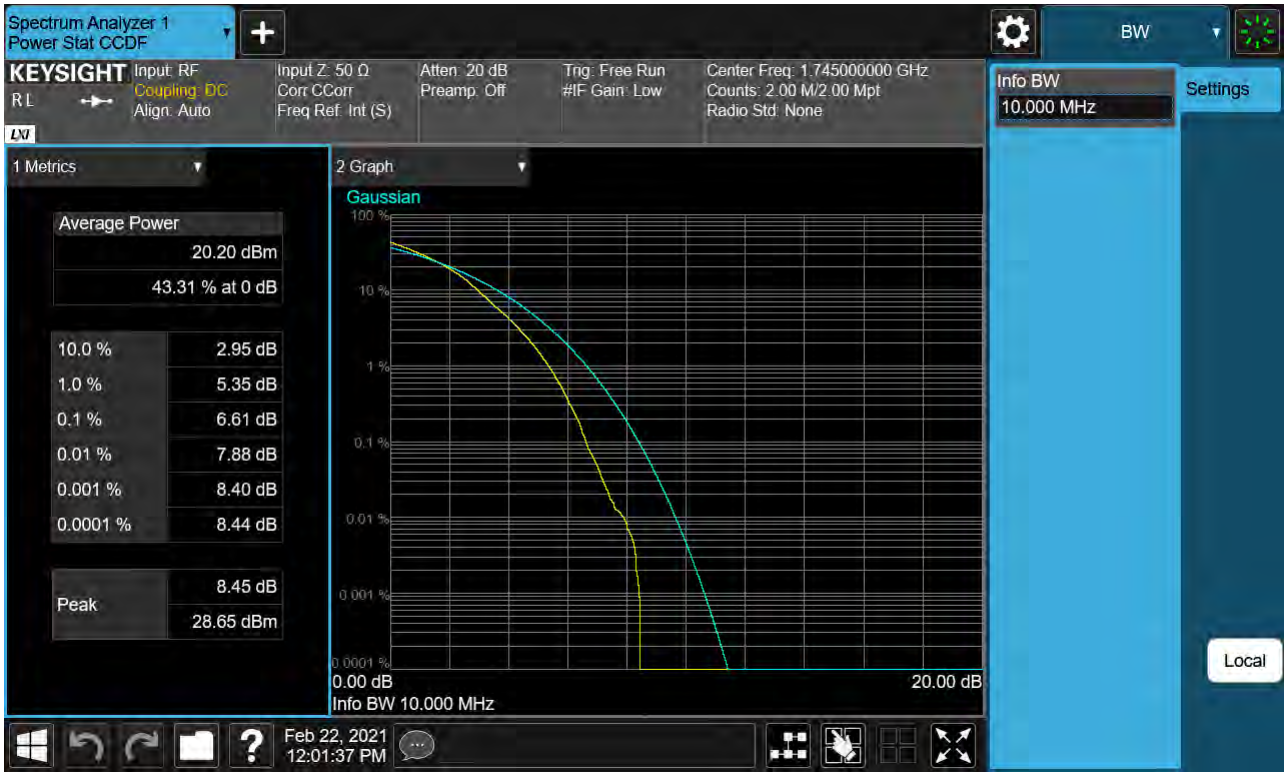 Spectrum Analyzer 1
Power Stat CCDF
+
BW
KEYSIGHT
RL
LXI
Input: RF
Coupling: DC
Align: Auto
Input Z: 50 Ω
Corr CCorr
Freq Ref: Int (S)
Atten: 20 dB
Preamp: Off
Trig: Free Run
#IF Gain: Low
Center Freq: 1.745000000 GHz
Counts: 2.00 M/2.00 Mpt
Radio Std: None
Info BW
10.000 MHz
Settings
1 Metrics
Average Power
20.20 dBm
43.31 % at 0 dB
10.0 % 2.95 dB
1.0 % 5.35 dB
0.1 % 6.61 dB
0.01 % 7.88 dB
0.001 % 8.40 dB
0.0001 % 8.44 dB
Peak
8.45 dB
28.65 dBm
2 Graph
Gaussian
100 %
10 %
1 %
0.1 %
0.01 %
0.001 %
0.0001 %
0.00 dB 20.00 dB
Info BW 10.000 MHz
Local
?
Feb 22, 2021
12:01:37 PM